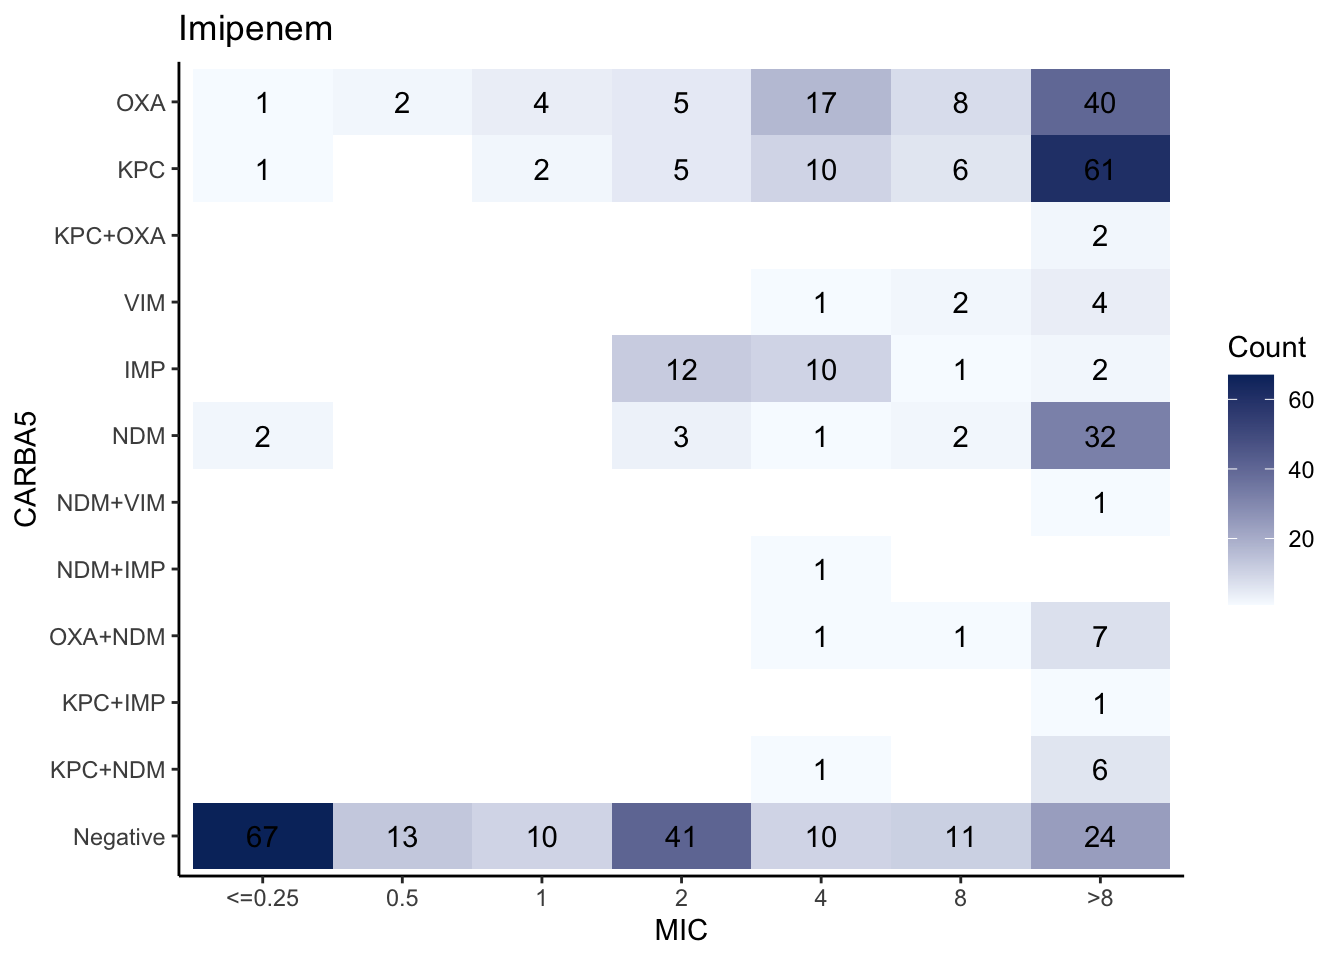 Imipenem
OXA 1 2 4 5 17 8 40
KPC 1 2 5 10 6 61
KPC+OXA 2
VIM 1 2 4
IMP 12 10 1 2
NDM 2 3 1 2 32
NDM+VIM 1
NDM+IMP 1
OXA+NDM 1 1 7
KPC+IMP 1
KPC+NDM 1 6
Negative 67 13 10 41 10 11 24
<=0.25 0.5 1 2 4 8 >8
MIC
CARBA5
Count
60
40
20